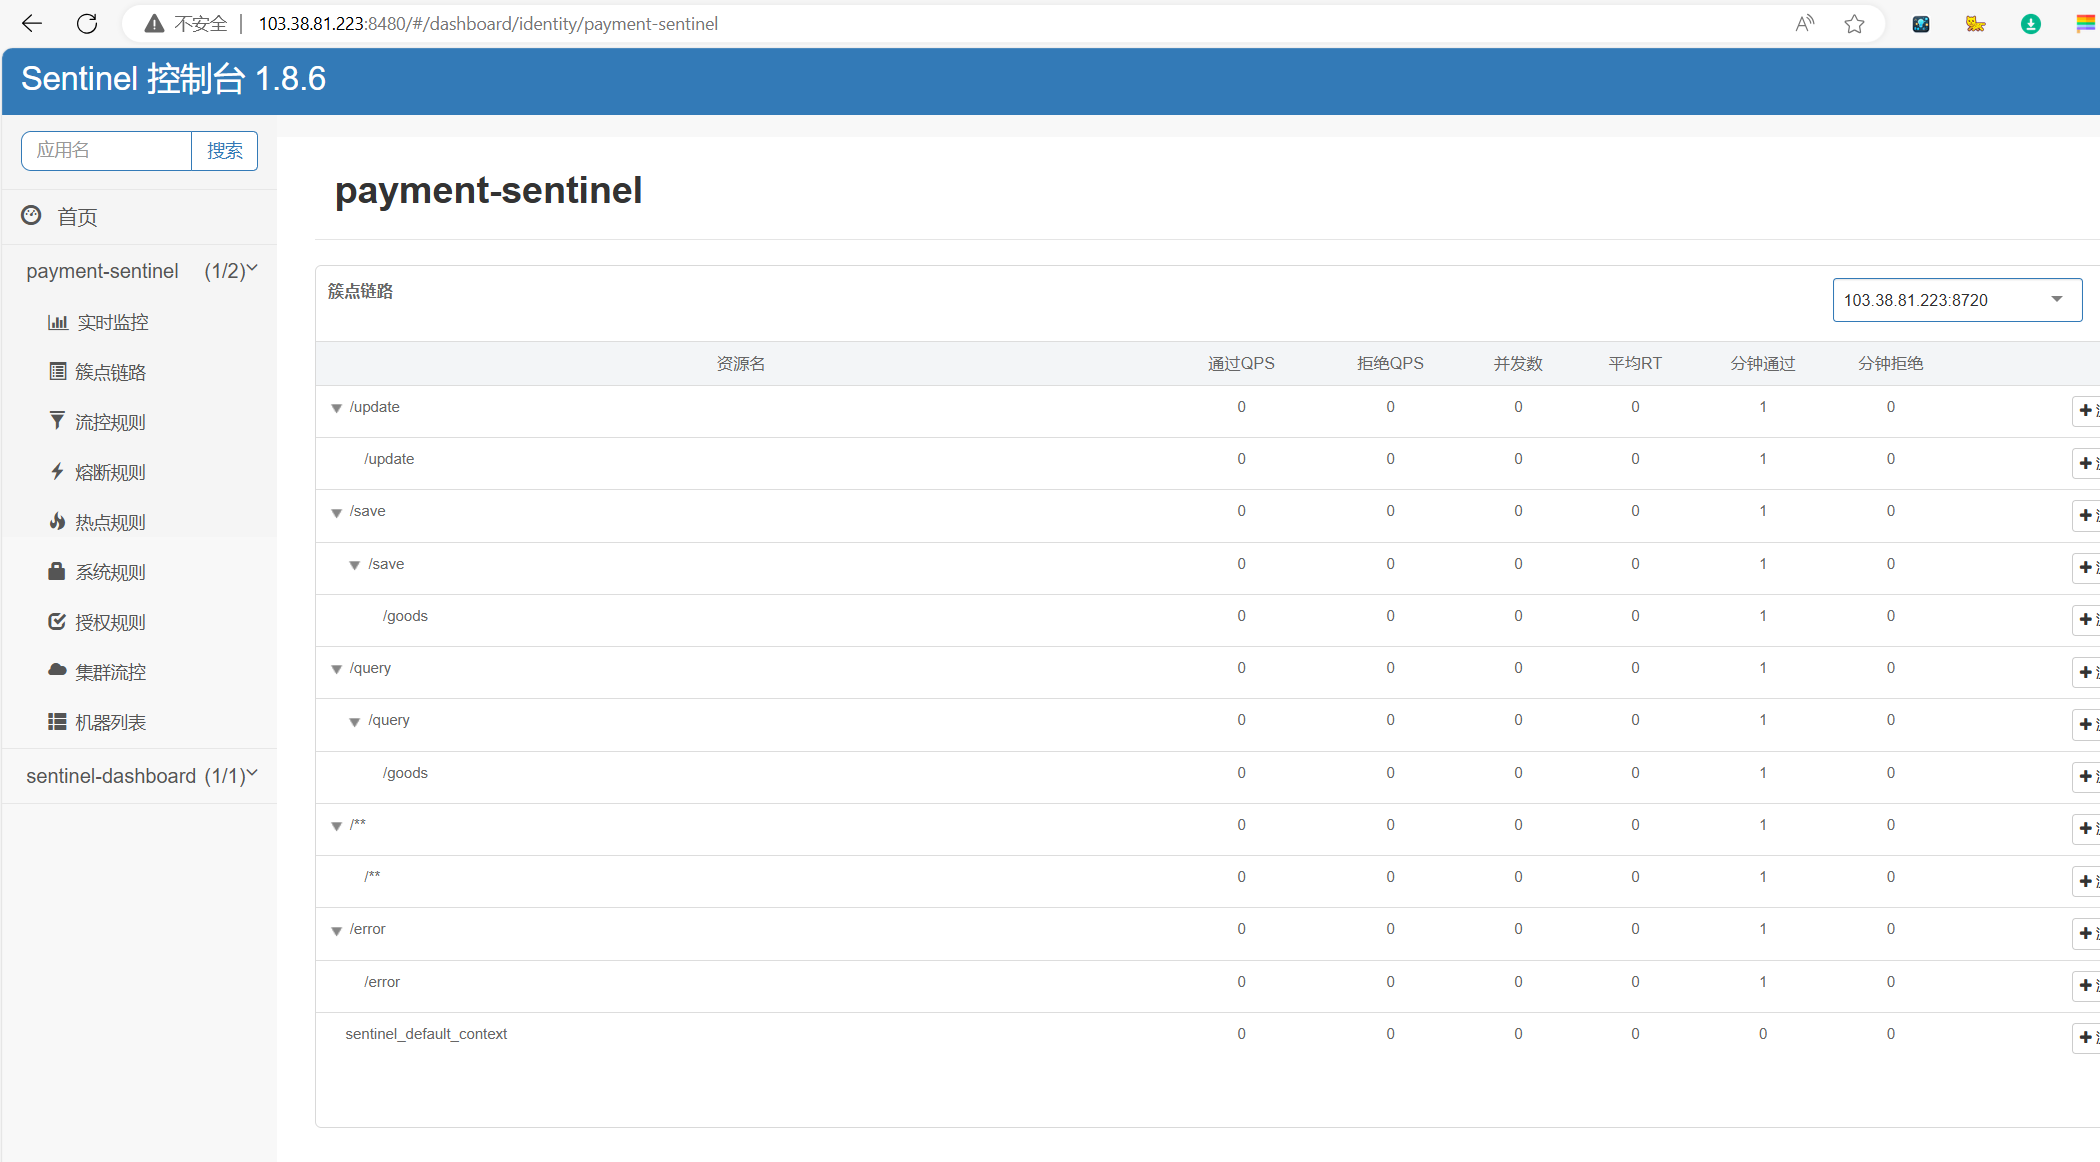 不安全 103.38.81.223:8480/#/dashboard/identity/payment-sentinel
Sentinel 控制台 1.8.6
应用名 搜索
首页
payment-sentinel (1/2)
实时监控
簇点链路
流控规则
熔断规则
热点规则
系统规则
授权规则
集群流控
机器列表
sentinel-dashboard (1/1)
payment-sentinel
簇点链路 103.38.81.223:8720
资源名 通过QPS 拒绝QPS 并发数 平均RT 分钟通过 分钟拒绝
/update 0 0 0 0 1 0
/update 0 0 0 0 1 0
/save 0 0 0 0 1 0
/save 0 0 0 0 1 0
/goods 0 0 0 0 1 0
/query 0 0 0 0 1 0
/query 0 0 0 0 1 0
/goods 0 0 0 0 1 0
/** 0 0 0 0 1 0
/** 0 0 0 0 1 0
/error 0 0 0 0 1 0
/error 0 0 0 0 1 0
sentinel_default_context 0 0 0 0 0 0